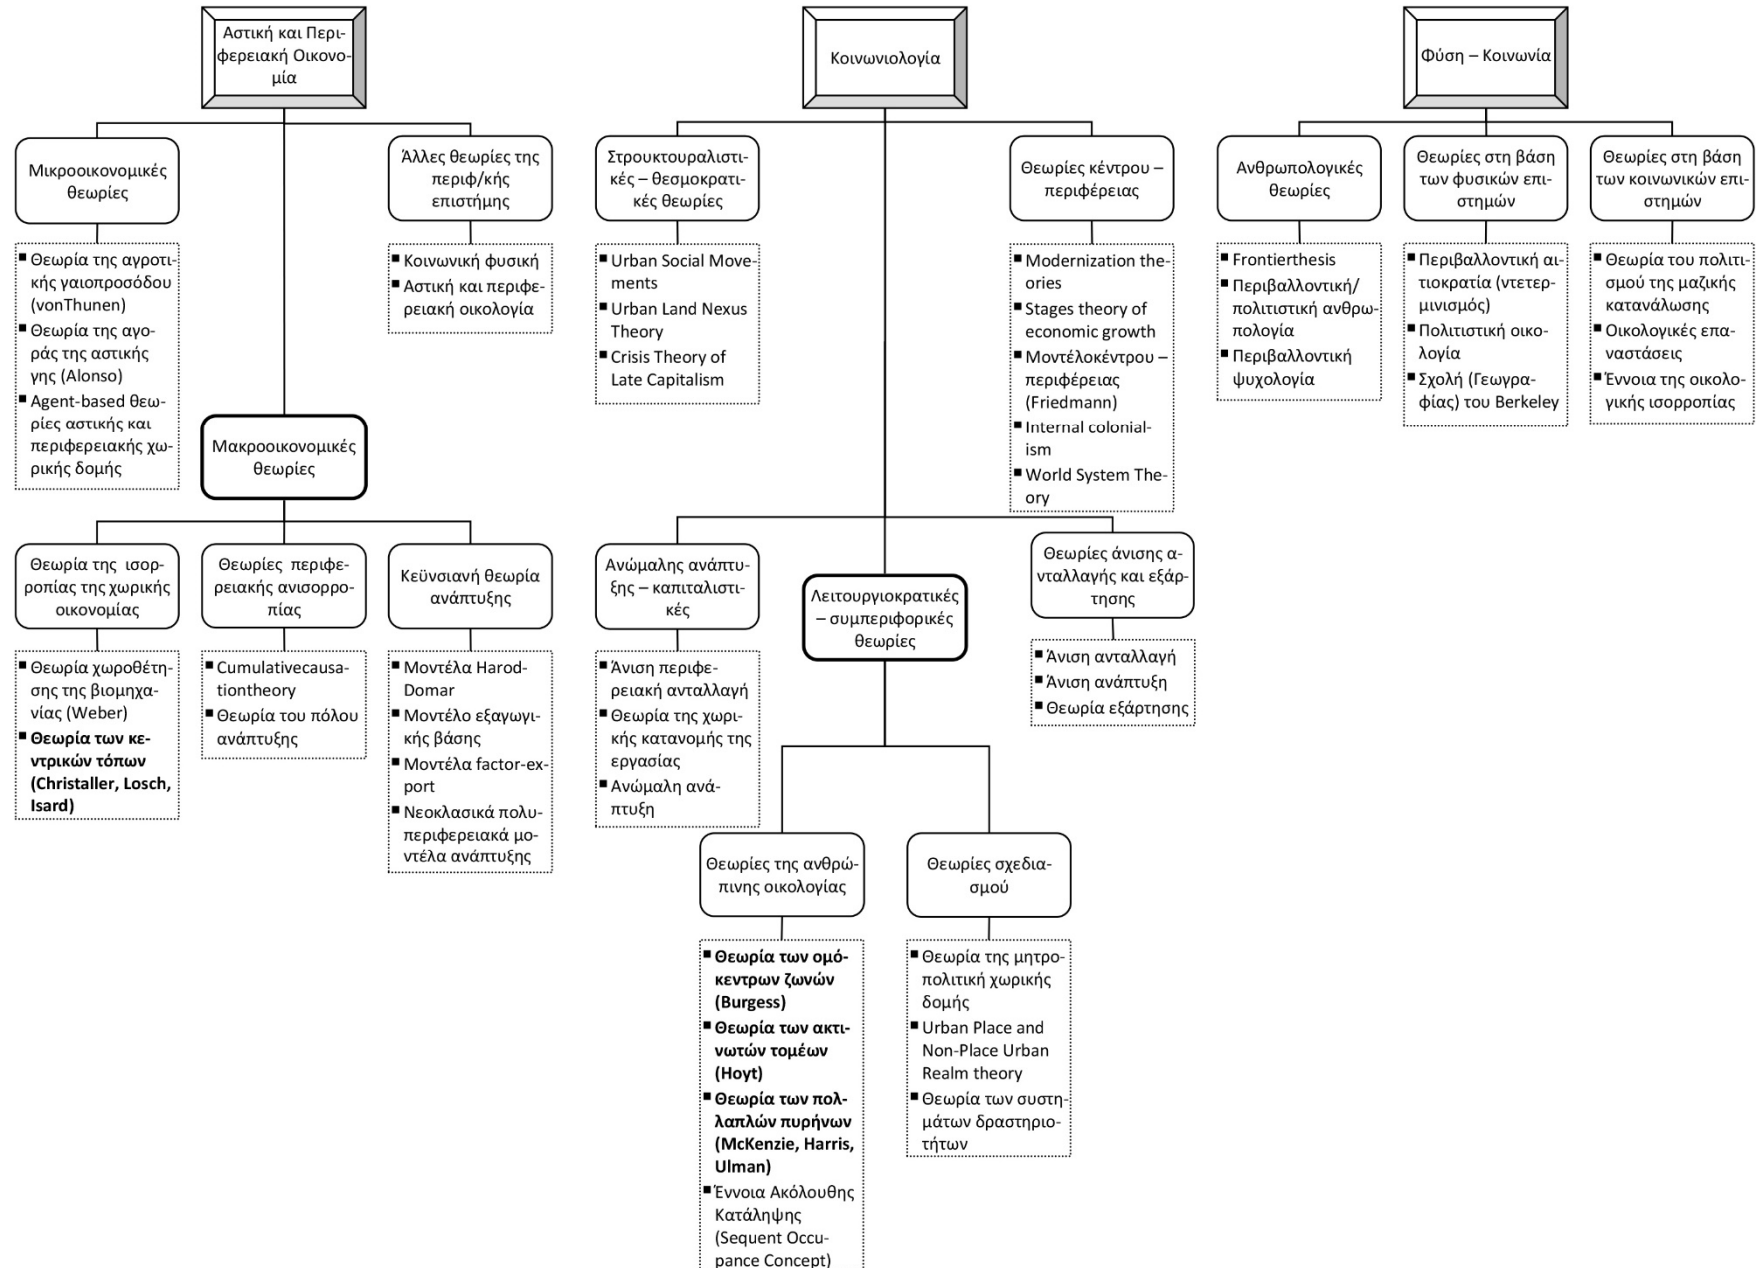 Αστική και Περι-
φερειακή Οικονο-
μία
Μικροοικονομικές
θεωρίες
Θεωρία της αγροτι-
κής γαιοπροσόδου
(vonThunen)
Θεωρία της αγο-
ράς της αστικής
γης (Alonso)
Agent-based θεω-
ρίες αστικής και
περιφερειακής χω-
ρικής δομής
Άλλες θεωρίες της
περιφ/κής
επιστήμης
Κοινωνική φυσική
Αστική και περιφε-
ρειακή οικολογία
Μακροοικονομικές
θεωρίες
Θεωρία της ισορ-
ροπίας της χωρικής
οικονομίας
Θεωρία χωροθέτη-
σης της βιομηχα-
νίας (Weber)
Θεωρία των κε-
ντρικών τόπων
(Christaller, Losch,
Isard)
Θεωρίες περιφε-
ρειακής ανισορρο-
πίας
Cumulativecausa-
tiontheory
Θεωρία του πόλου
ανάπτυξης
Κεϋνσιανή θεωρία
ανάπτυξης
Μοντέλα Harod-
Domar
Μοντέλο εξαγωγι-
κής βάσης
Μοντέλα factor-ex-
port
Νεοκλασικά πολυ-
περιφερειακά μο-
ντέλα ανάπτυξης
Κοινωνιολογία
Στρουκτουραλιστι-
κές – θεσμοκρατι-
κές θεωρίες
Urban Social Move-
ments
Urban Land Nexus
Theory
Crisis Theory of
Late Capitalism
Θεωρίες κέντρου –
περιφέρειας
Modernization the-
ories
Stages theory of
economic growth
Μοντέλοκέντρου –
περιφέρειας
(Friedmann)
Internal colonial-
ism
World System The-
ory
Ανώμαλης ανάπτυ-
ξης – καπιταλιστι-
κές
Άνιση περιφε-
ρειακή ανταλλαγή
Θεωρία της χωρι-
κής κατανομής της
εργασίας
Ανώμαλη ανά-
πτυξη
Λειτουργιοκρατικές
– συμπεριφορικές
θεωρίες
Θεωρίες άνισης α-
νταλλαγής και εξάρ-
τησης
Άνιση ανταλλαγή
Άνιση ανάπτυξη
Θεωρία εξάρτησης
Θεωρίες της ανθρώ-
πινης οικολογίας
Θεωρία των ομό-
κεντρων ζωνών
(Burgess)
Θεωρία των ακτι-
νωτών τομέων
(Hoyt)
Θεωρία των πολ-
λαπλών πυρήνων
(McKenzie, Harris,
Ulman)
Έννοια Ακόλουθης
Κατάληψης
(Sequent Occu-
pance Concept)
Θεωρίες σχεδια-
σμού
Θεωρία της μητρο-
πολιτική χωρικής
δομής
Urban Place and
Non-Place Urban
Realm theory
Θεωρία των συστη-
μάτων δραστηριο-
τήτων
Φύση – Κοινωνία
Ανθρωπολογικές
θεωρίες
Frontierthesis
Περιβαλλοντική/
πολιτιστική ανθρω-
πολογία
Περιβαλλοντική
ψυχολογία
Θεωρίες στη βάση
των φυσικών επι-
στημών
Περιβαλλοντική αι-
τιοκρατία (ντετερ-
μινισμός)
Πολιτιστική οικο-
λογία
Σχολή (Γεωγρα-
φίας) του Berkeley
Θεωρίες στη βάση
των κοινωνικών επι-
στημών
Θεωρία του πολιτι-
σμού της μαζικής
κατανάλωσης
Οικολογικές επα-
ναστάσεις
Έννοια της οικολο-
γικής ισορροπίας